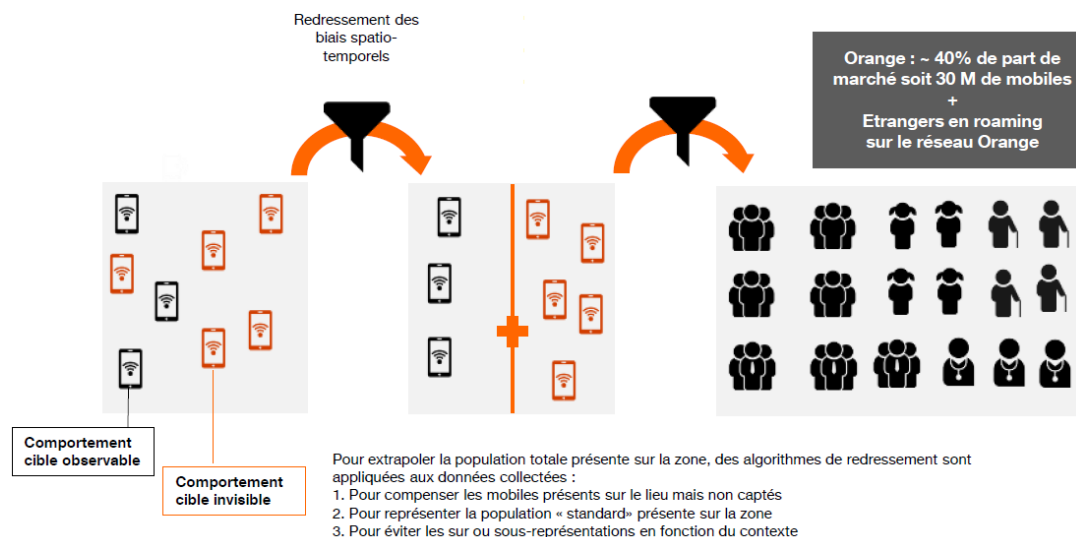 Redressement des
biais spatio-
temporels
Orange : ~ 40% de part de
marché soit 30 M de mobiles
+
Etrangers en roaming
sur le réseau Orange
Comportement
cible observable
Comportement
cible invisible
Pour extrapoler la population totale présente sur la zone, des algorithmes de redressement sont
appliquées aux données collectées :
1. Pour compenser les mobiles présents sur le lieu mais non captés
2. Pour représenter la population « standard» présente sur la zone
3. Pour éviter les sur ou sous-représentations en fonction du contexte